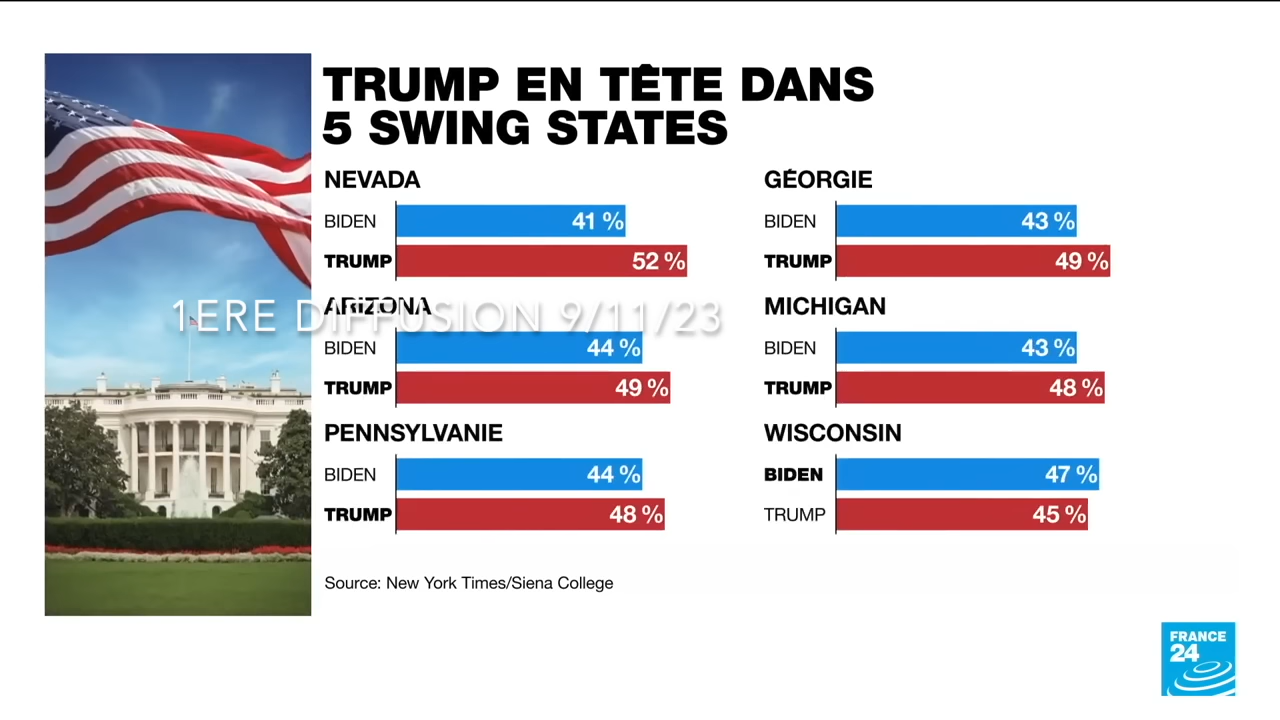 TRUMP EN TÊTE DANS
5 SWING STATES
NEVADA
BIDEN 41 %
TRUMP 52 %
ARIZONA
1ERE DIFFUSION 9/11/23
BIDEN 44 %
TRUMP 49 %
PENNSYLVANIE
BIDEN 44 %
TRUMP 48 %
GÉORGIE
BIDEN 43 %
TRUMP 49 %
MICHIGAN
BIDEN 43 %
TRUMP 48 %
WISCONSIN
BIDEN 47 %
TRUMP 45 %
Source: New York Times/Siena College
FRANCE
24